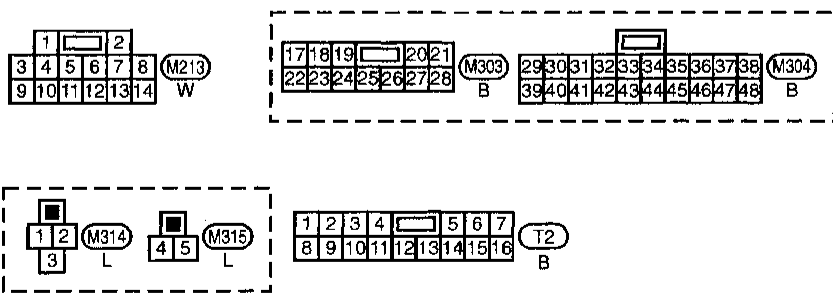 1 2
3 4 5 6 7 8 M213
9 10 11 12 13 14 W
17 18 19 20 21 M303
22 23 24 25 26 27 28 B
29 30 31 32 33 34 35 36 37 38 M304
39 40 41 42 43 44 45 46 47 48 B
1 2 M314
3 L
4 5 M315
L
1 2 3 4 5 6 7 T2
8 9 10 11 12 13 14 15 16 B